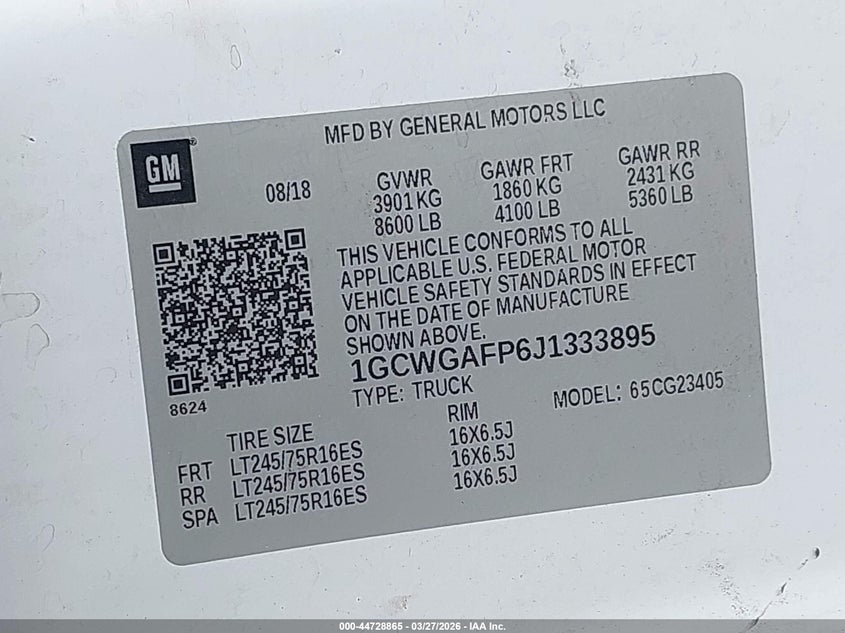 MFD BY GENERAL MOTORS LLC
GM®
08/18
GVWR GAWR FRT GAWR RR
3901 KG 1860 KG 2431 KG
8600 LB 4100 LB 5360 LB
THIS VEHICLE CONFORMS TO ALL
APPLICABLE U.S. FEDERAL MOTOR
VEHICLE SAFETY STANDARDS IN EFFECT
ON THE DATE OF MANUFACTURE
SHOWN ABOVE.
1GCWGAFP6J1333895
8624
TYPE: TRUCK MODEL: 65CG23405
TIRE SIZE RIM
FRT LT245/75R16ES 16X6.5J
RR LT245/75R16ES 16X6.5J
SPA LT245/75R16ES 16X6.5J
000-44728865 - 03/27/2026 - IAA Inc.